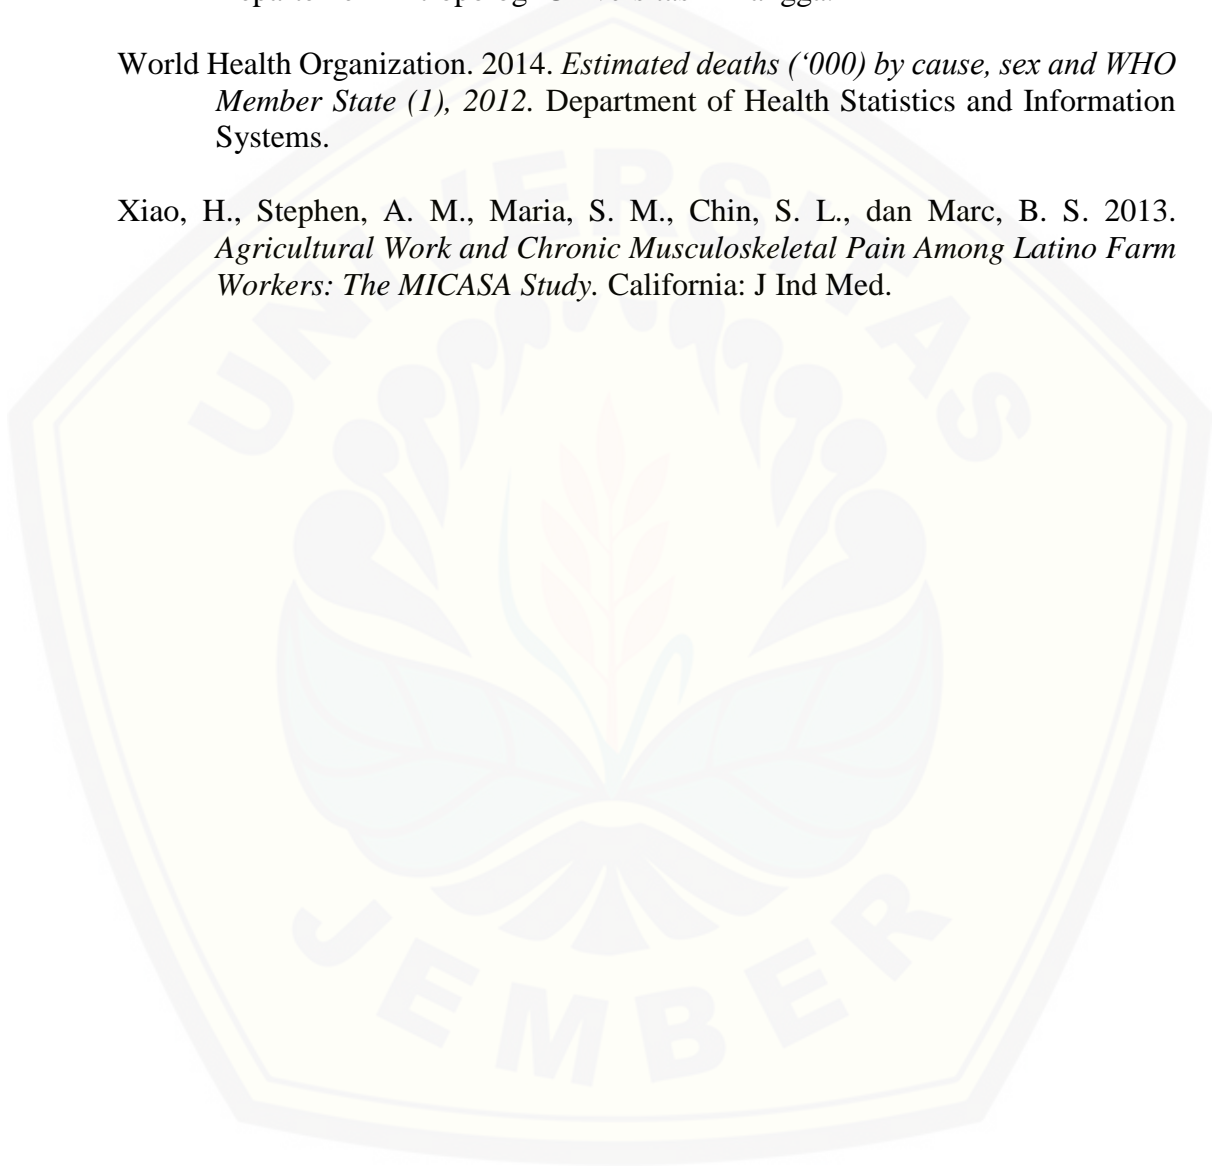 World Health Organization. 2014. Estimated deaths (‘000) by cause, sex and WHO
Member State (1), 2012. Department of Health Statistics and Information
Systems.
Xiao, H., Stephen, A. M., Maria, S. M., Chin, S. L., dan Marc, B. S. 2013.
Agricultural Work and Chronic Musculoskeletal Pain Among Latino Farm
Workers: The MICASA Study. California: J Ind Med.
UNIVERSITAS
JEMBER